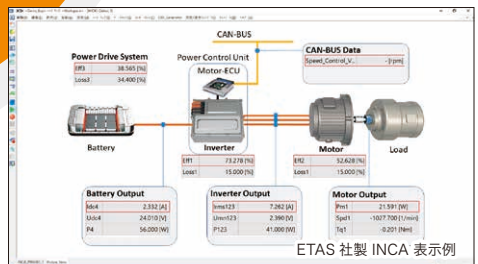 CAN-BUS
CAN-BUS Data
Speed_Control_V... - [rpm]
Power Drive System
Eff3 38.565 [%]
Loss3 34.400 [%]
Power Control Unit
Motor-ECU
Battery
Inverter
Motor
Load
Eff1 73.278 [%]
Loss1 15.000 [%]
Eff2 52.628 [%]
Loss1 15.000 [%]
Battery Output
Idc4 2.332 [A]
Udc4 24.010 [V]
P4 56.000 [W]
Inverter Output
Irms123 7.262 [A]
Umn123 2.390 [V]
P123 41.000 [W]
Motor Output
Pm1 21.591 [W]
Spd1 -1027.700 [1/min]
Tq1 -0.201 [Nm]
ETAS 社製 INCA 表示例